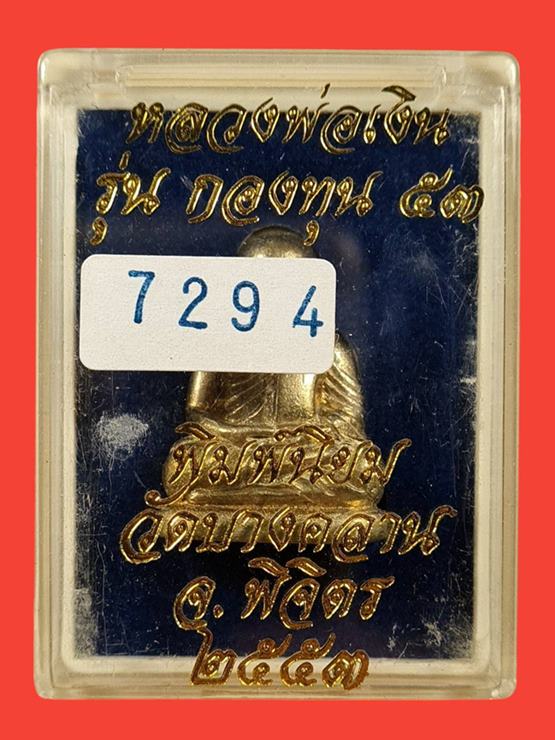 หลวงพ่อเงิน
รุ่น กองทุน ๕๓
7294
พิมพ์นิยม
วัดบางคลาน
จ. พิจิตร
๒๕๕๓